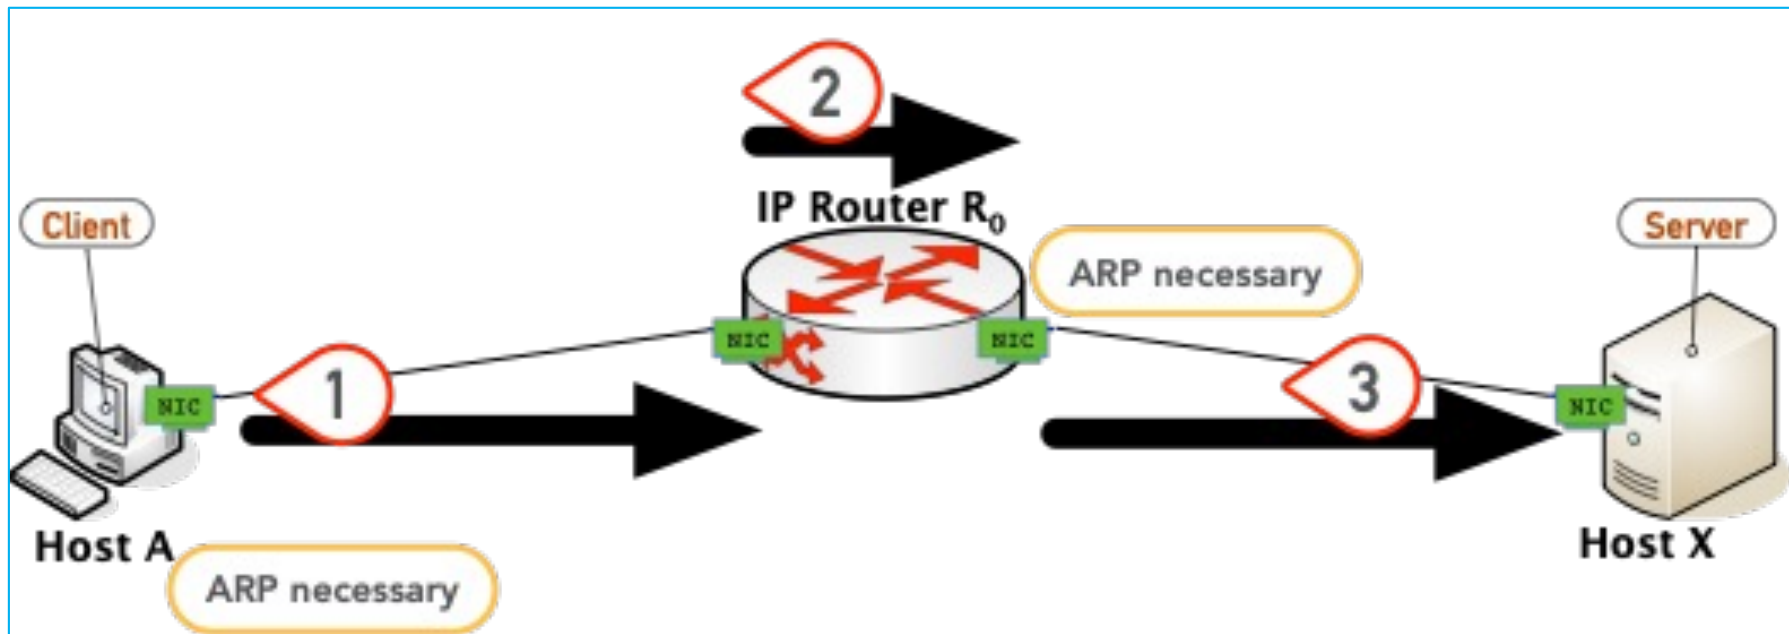 2
IP Router R₀
Client
Server
ARP necessary
NIC
NIC
1
3
NIC
NIC
Host A
Host X
ARP necessary